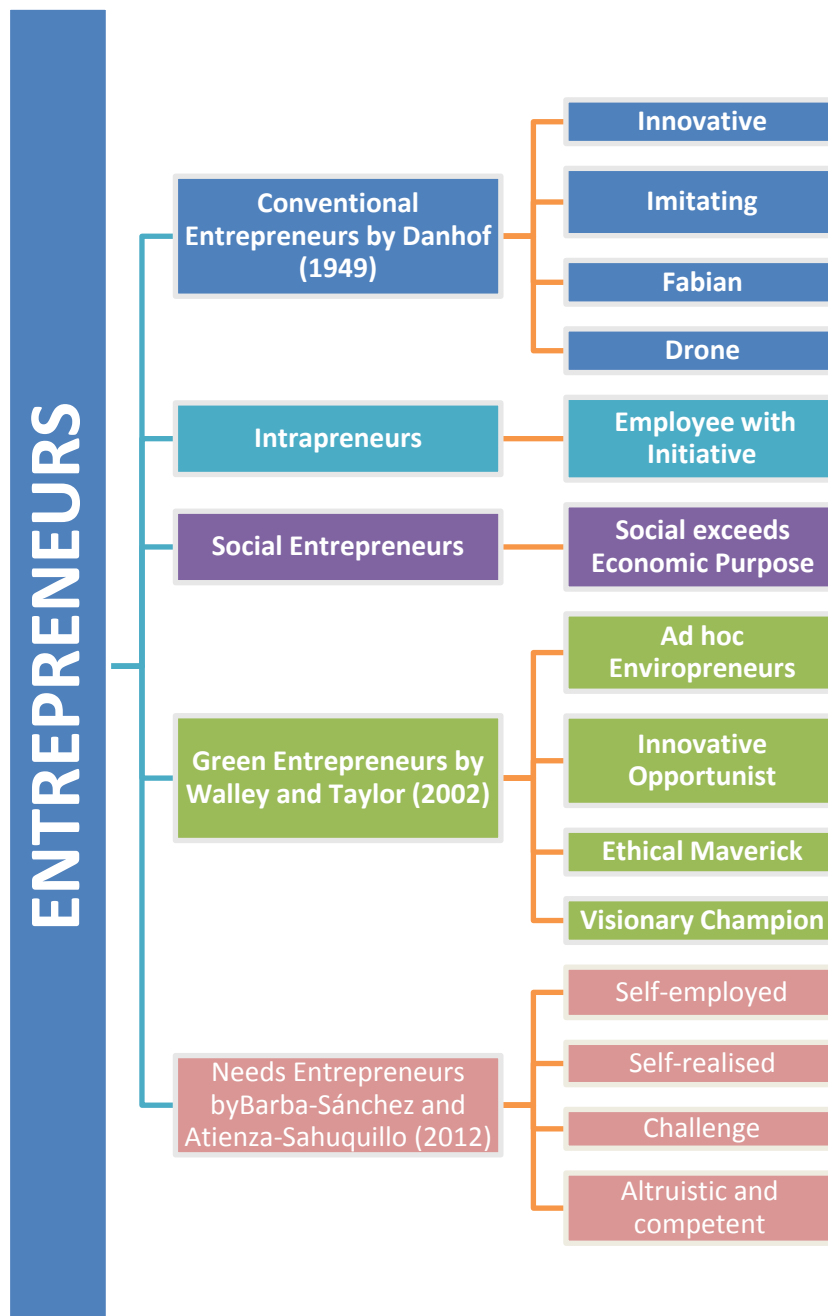 ENTREPRENEURS
Conventional
Entrepreneurs by Danhof
(1949)
Innovative
Imitating
Fabian
Drone
Intrapreneurs
Employee with
Initiative
Social Entrepreneurs
Social exceeds
Economic Purpose
Green Entrepreneurs by
Walley and Taylor (2002)
Ad hoc
Enviropreneurs
Innovative
Opportunist
Ethical Maverick
Visionary Champion
Needs Entrepreneurs
byBarba-Sánchez and
Atienza-Sahuquillo (2012)
Self-employed
Self-realised
Challenge
Altruistic and
competent